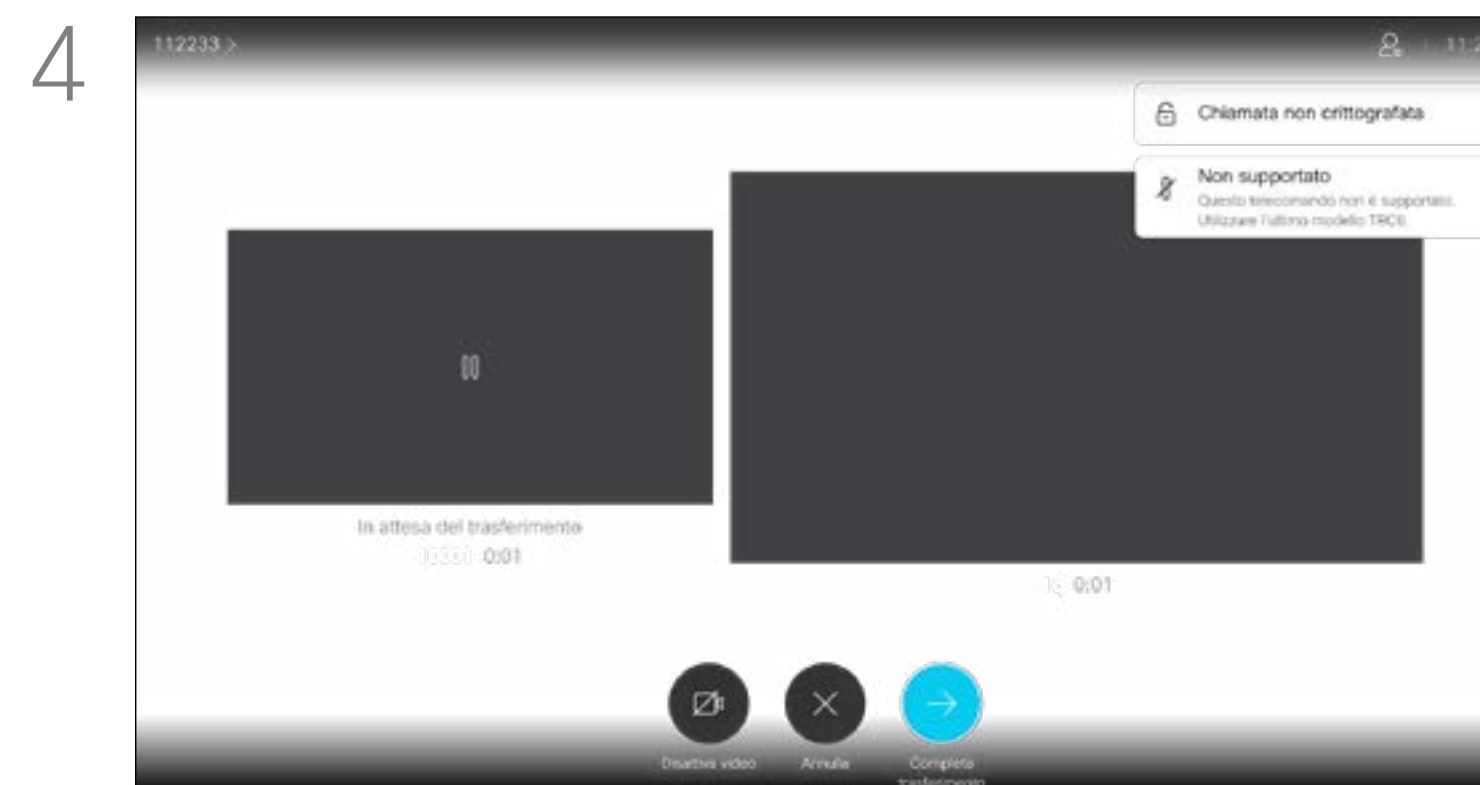 4
112233 >
Chiamata non crittografata
Non supportato
Questo telecomando non è supportato.
Utilizzare l'ultimo modello TRC6.
In attesa del trasferimento
0:01
0:01
Disattiva video
Annulla
Completa
trasferimento